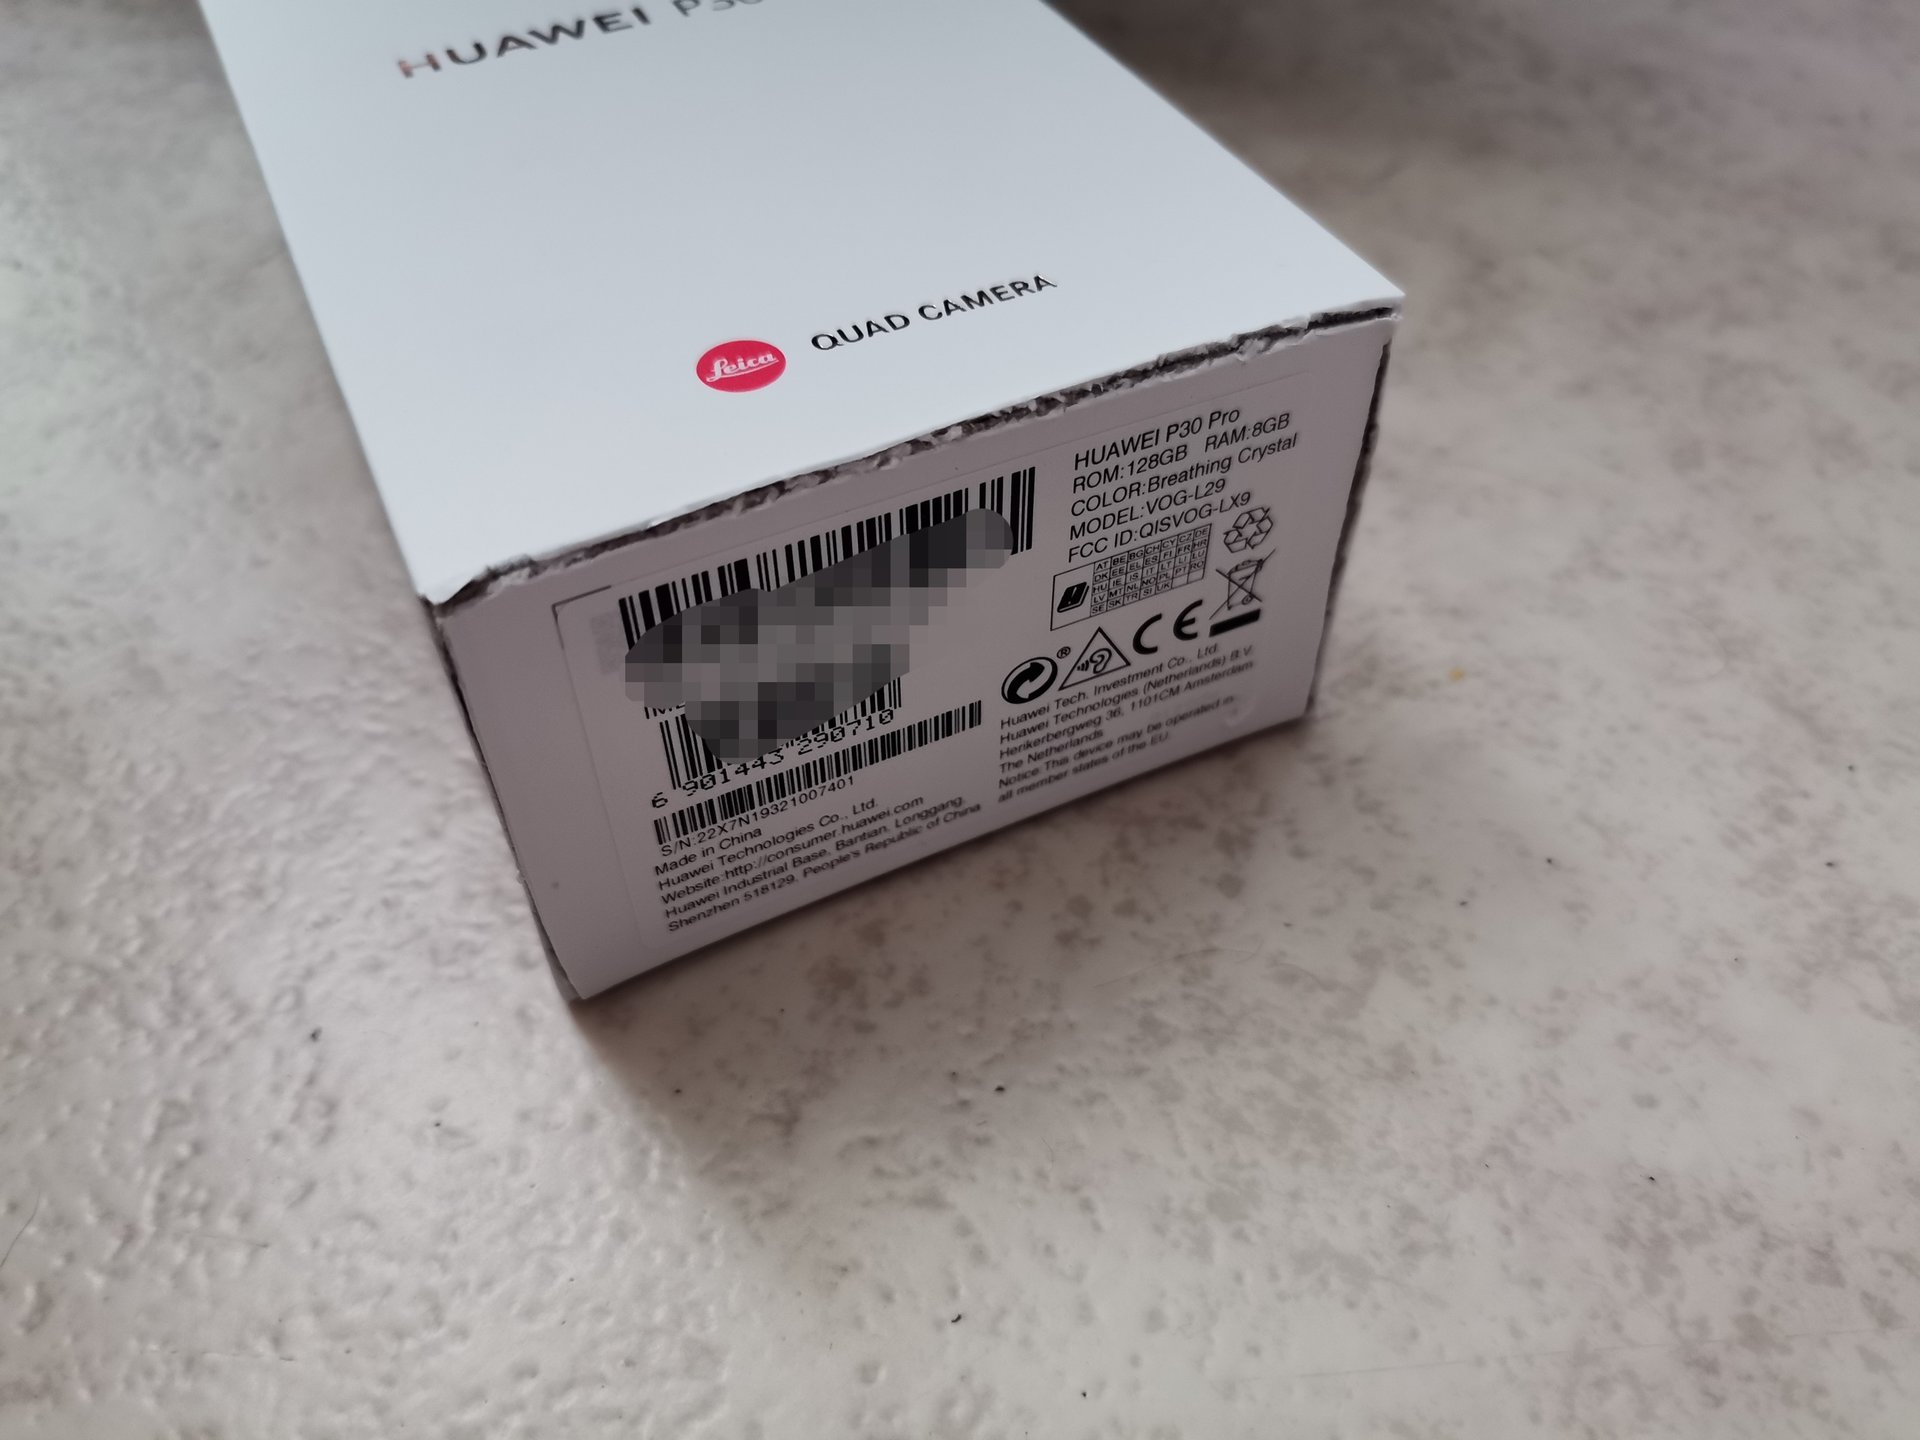 HUAWEI P30
Leica
QUAD CAMERA
HUAWEI P30 Pro
ROM:128GB RAM:8GB
COLOR:Breathing Crystal
MODEL:VOG-L29
FCC ID:QISVOG-LX9
AT BE BG CH CY CZ DE
DK EE EL ES FI FR HR
HU IE IS IT LT LI LU
LV MT NL NO PL PT RO
SE SK TR SI UK
CE
®
Huawei Tech. Investment Co., Ltd.
Huawei Technologies (Netherlands) B.V.
Herikerbergweg 36, 1101CM Amsterdam
The Netherlands
Notice:This device may be operated in
all member states of the EU.
6 901443 290710
S/N:22X7N19321007401
Made in China
Huawei Technologies Co., Ltd.
Website:http://consumer.huawei.com
Huawei Industrial Base, Bantian, Longgang,
Shenzhen 518129, People's Republic of China